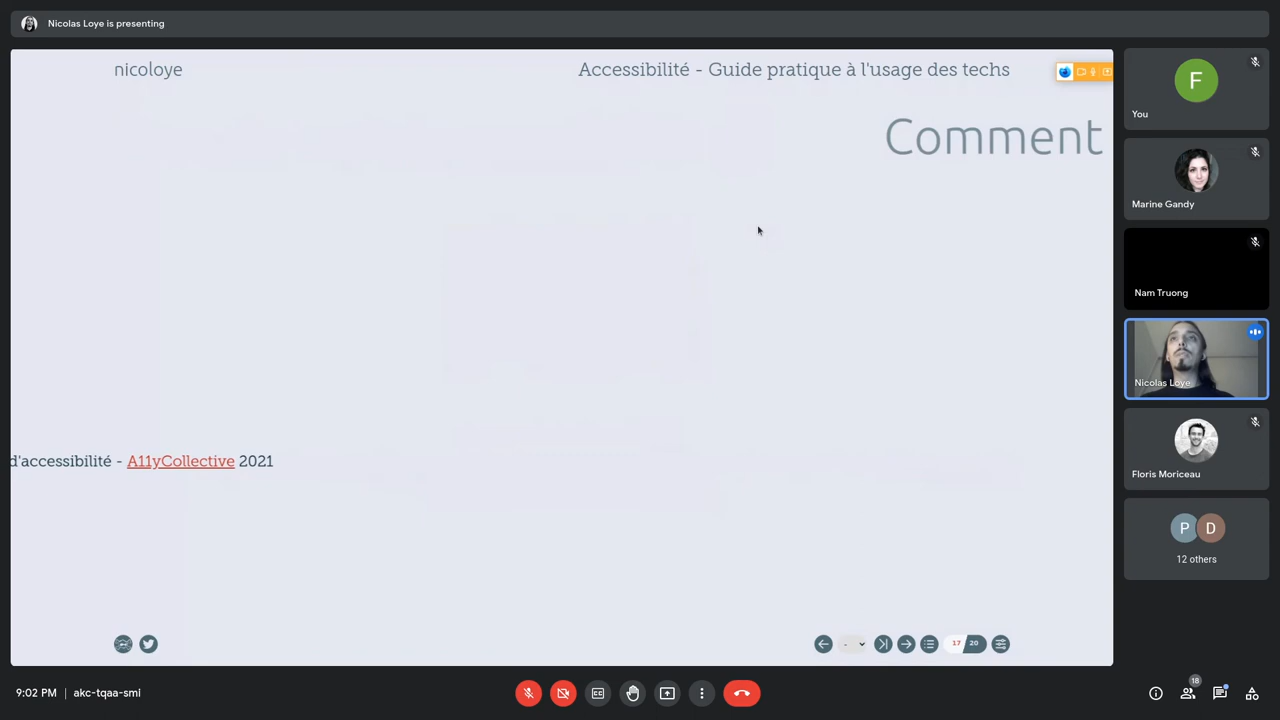 Nicolas Loye is presenting
nicoloye
Accessibilité - Guide pratique à l'usage des techs
Comment
F
You
Marine Gandy
Nam Truong
Nicolas Loye
d'accessibilité - A11yCollective 2021
Floris Moriceau
P D
12 others
17 20
9:02 PM | akc-tqaa-smi
CC
18